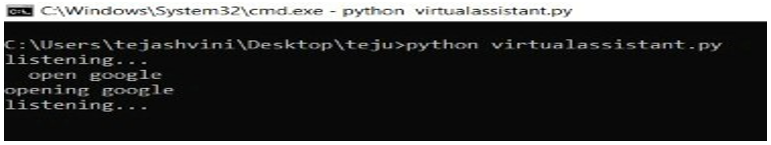 C:\Windows\System32\cmd.exe - python  virtualassistant.py
C:\Users\tejashvini\Desktop\teju>python virtualassistant.py
listening...
  open google
opening google
listening...